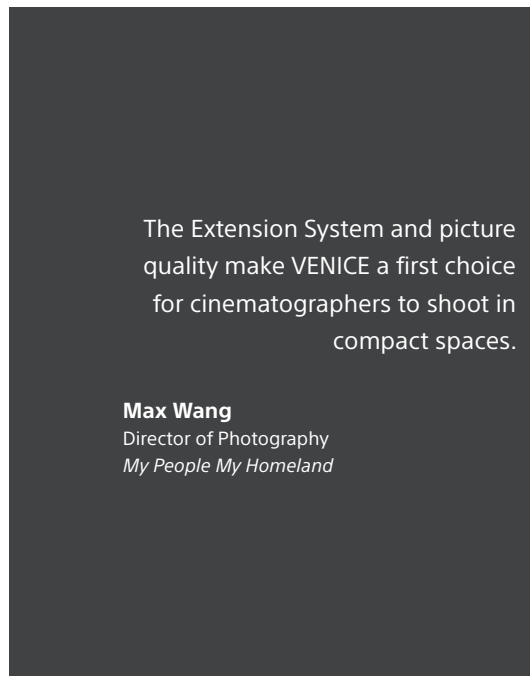 The Extension System and picture
quality make VENICE a first choice
for cinematographers to shoot in
compact spaces.
Max Wang
Director of Photography
My People My Homeland